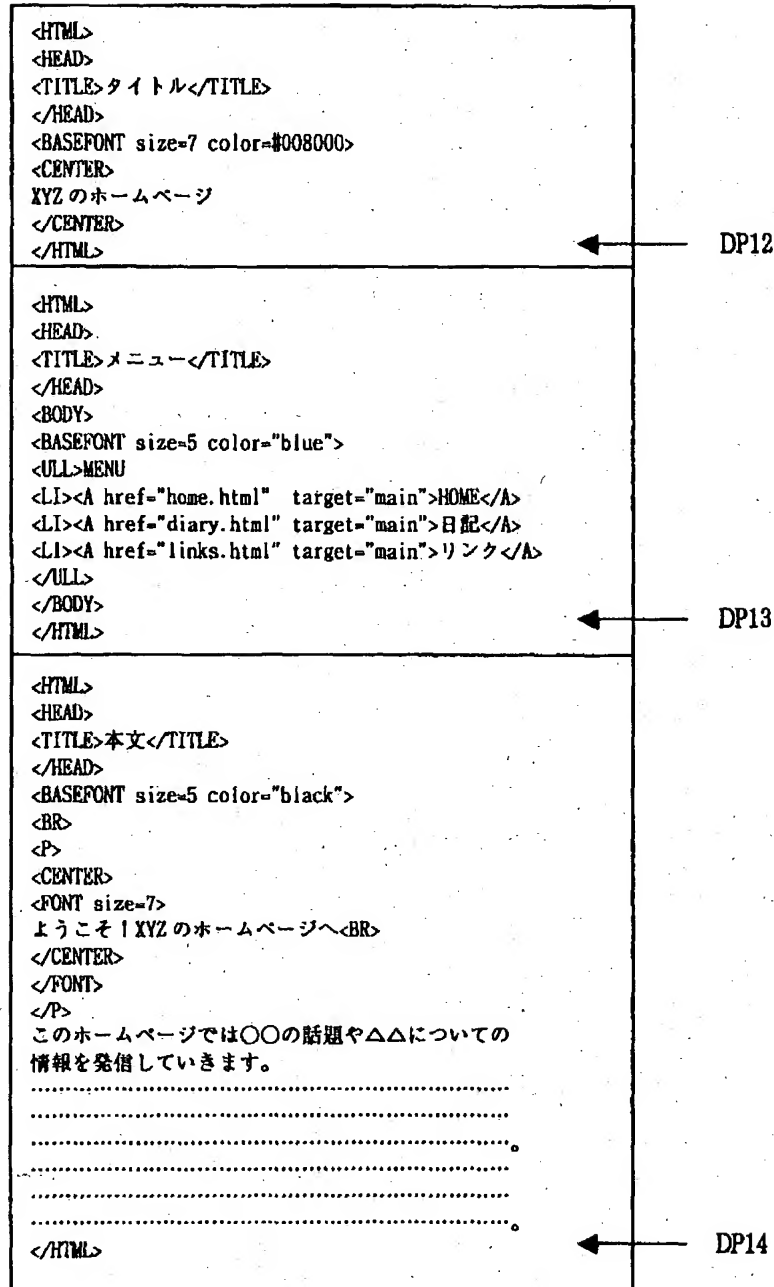 <HTML>
<HEAD>
<TITLE>タイトル</TITLE>
</HEAD>
<BASEFONT size=7 color=#008000>
<CENTER>
XYZ のホームページ
</CENTER>
</HTML>
DP12
<HTML>
<HEAD>
<TITLE>メニュー</TITLE>
</HEAD>
<BODY>
<BASEFONT size=5 color="blue">
<ULL>MENU
<LI><A href="home.html" target="main">HOME</A>
<LI><A href="diary.html" target="main">日記</A>
<LI><A href="links.html" target="main">リンク</A>
</ULL>
</BODY>
</HTML>
DP13
<HTML>
<HEAD>
<TITLE>本文</TITLE>
</HEAD>
<BASEFONT size=5 color="black">
<BR>
<P>
<CENTER>
<FONT size=7>
ようこそ！XYZ のホームページへ<BR>
</CENTER>
</FONT>
</P>
このホームページでは〇〇の話題や△△についての
情報を発信していきます。
……………………………………………………
……………………………………………………
……………………………………………………。
……………………………………………………
……………………………………………………
……………………………………………………。
</HTML>
DP14